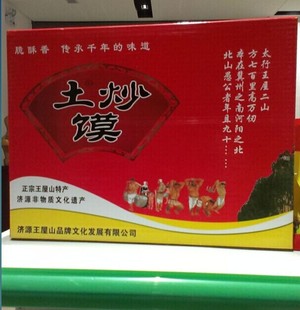 脆酥香 传承千年的味道
土炒
馍
太行王屋二山
方七百里高万仞
本在冀州之南河阳之北
北山愚公者年且九十……
正宗王屋山特产
济源非物质文化遗产
济源王屋山品牌文化发展有限公司